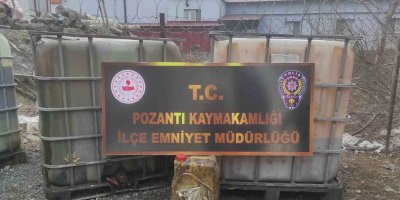 T.C.
POZANTI KAYMAKAMLIĞI
İLÇE EMNİYET MÜDÜRLÜĞÜ